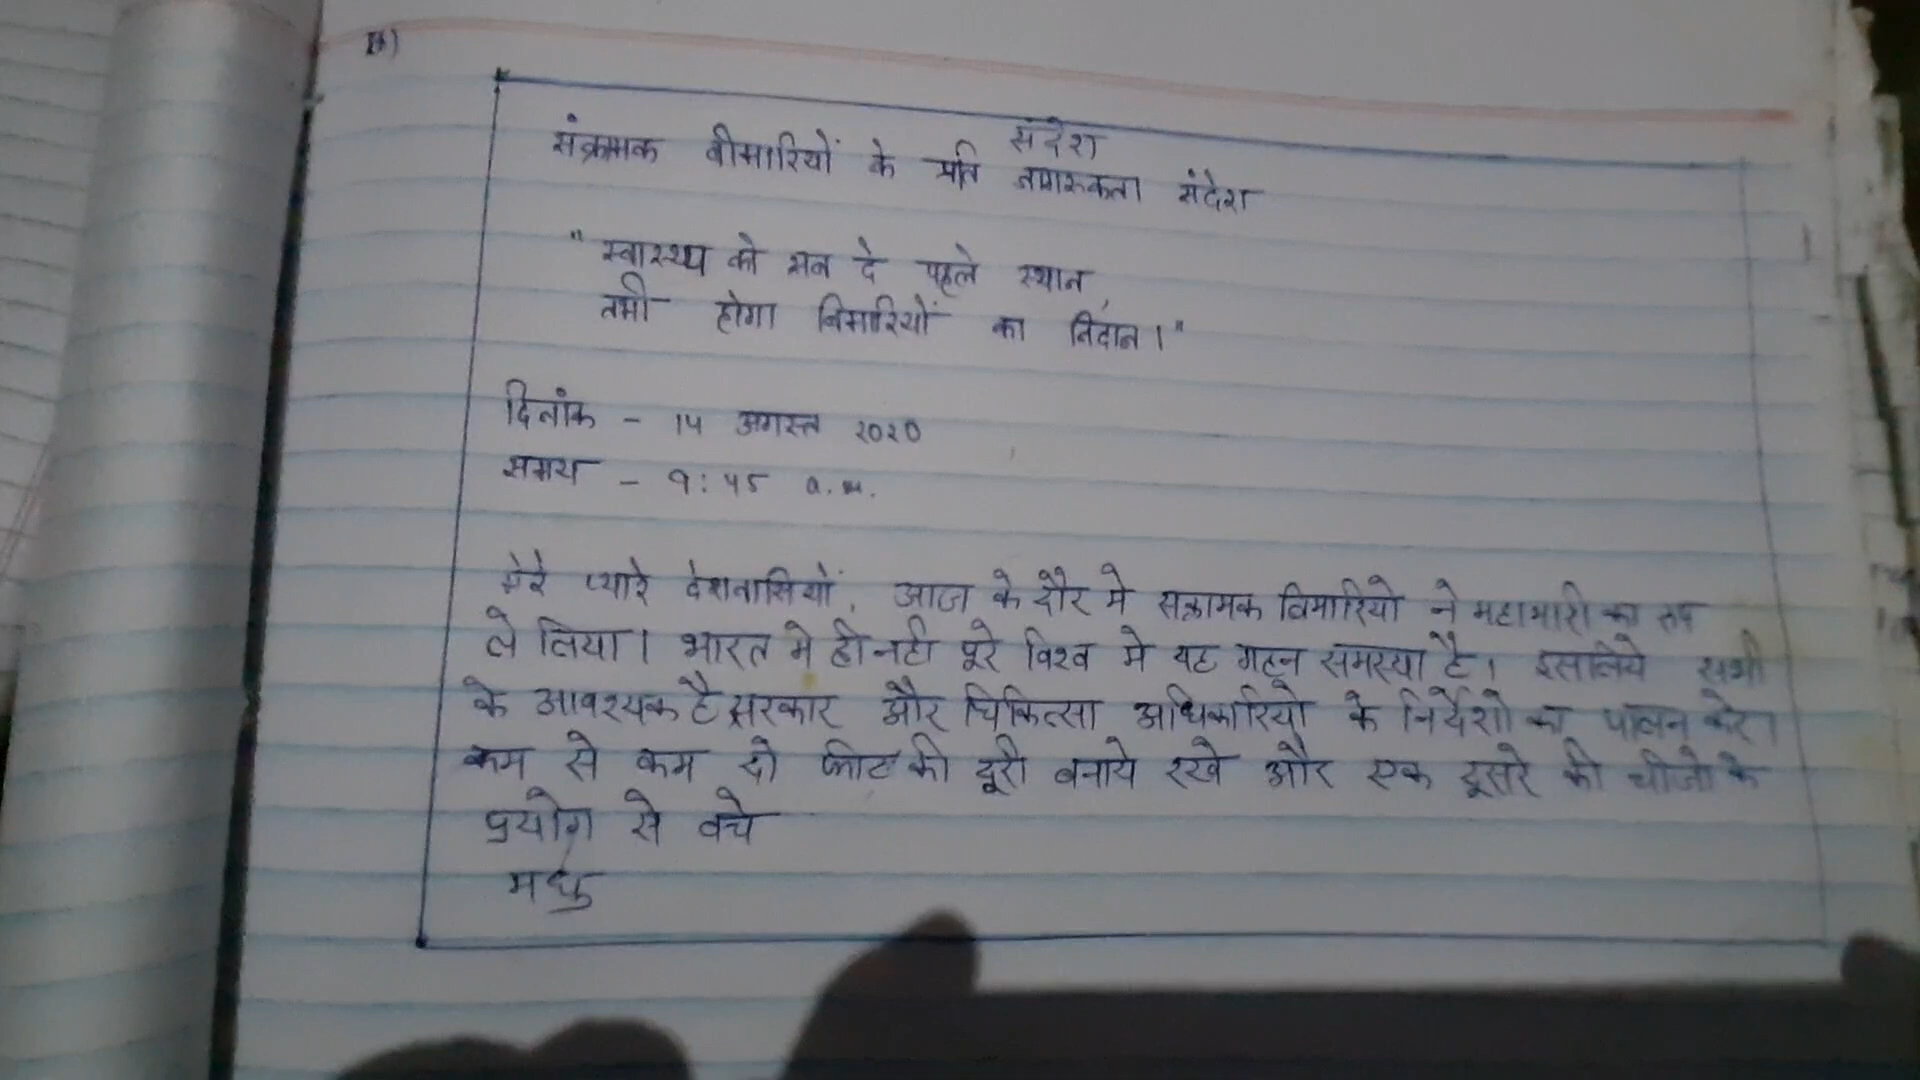 संदेश
संक्रमक बीमारियों के प्रति जागरुकता संदेश
" स्वास्थ्य को सब दे पहले स्थान,
तभी होगा बिमारियों का निदान।"
दिनांक - 14 अगस्त 2020
समय - 9:45 a.m.
मेरे प्यारे देशवासियों, आज के दौर मे सक्रामक बिमारियो ने महामारी का रूप
ले लिया। भारत मे ही नही पूरे विश्व मे यह गहन समस्या है। इसलिये सभी
के आवश्यक है सरकार और चिकित्सा अधिकारियो के निर्देशो का पालन करे।
कम से कम दो फीट की दूरी बनाये रखे और एक दूसरे की चीजो के
प्रयोग से बचे
मधु